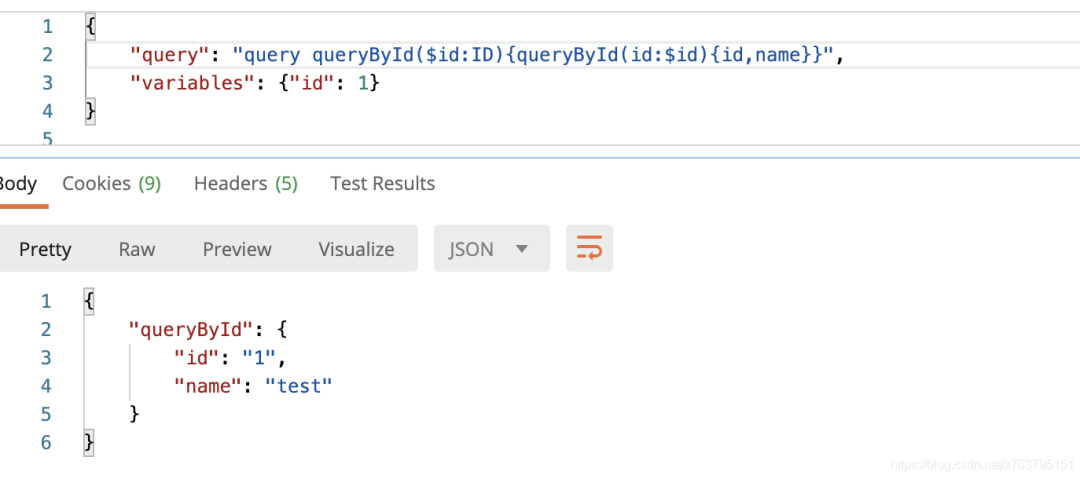 1 {
2 "query": "query queryById($id:ID){queryById(id:$id){id,name}}",
3 "variables": {"id": 1}
4 }
5
Body Cookies (9) Headers (5) Test Results
Pretty Raw Preview Visualize JSON
1 {
2 "queryById": {
3 "id": "1",
4 "name": "test"
5 }
6 }
https://blog.csdn.net/x763795151